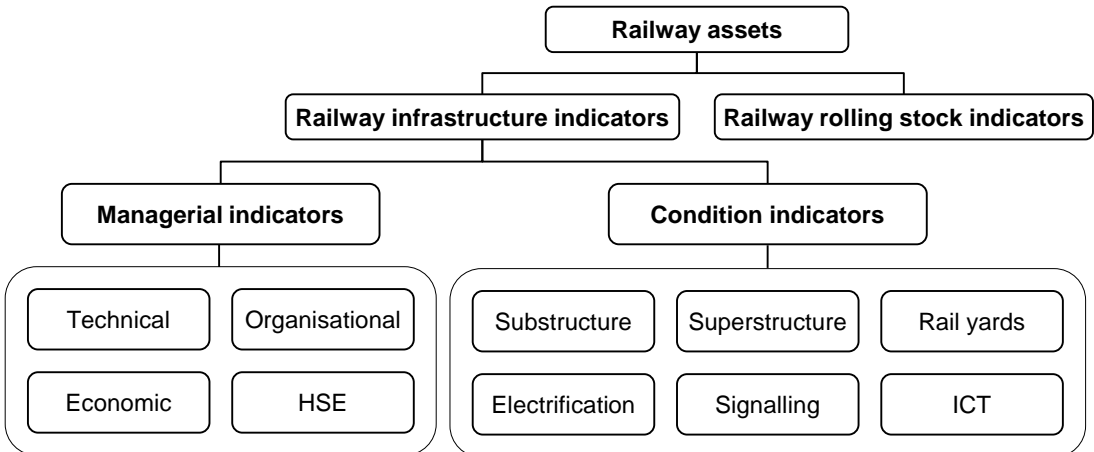 Railway assets
Railway infrastructure indicators
Railway rolling stock indicators
Managerial indicators
Condition indicators
Technical
Organisational
Substructure
Superstructure
Rail yards
Economic
HSE
Electrification
Signalling
ICT